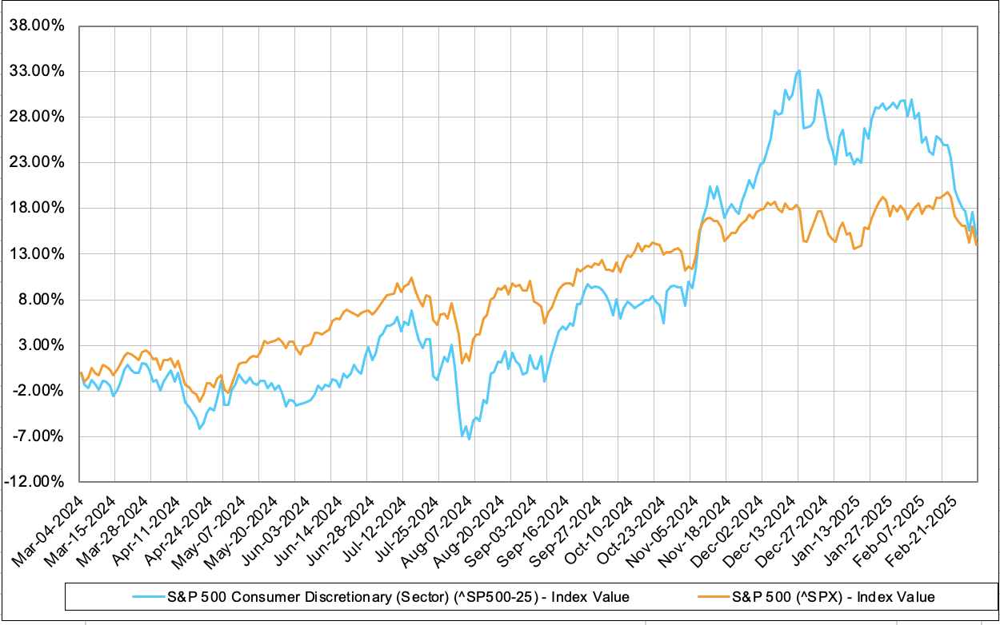 38.00%
33.00%
28.00%
23.00%
18.00%
13.00%
8.00%
3.00%
-2.00%
-7.00%
-12.00%
Mar-04-2024
Mar-15-2024
Mar-28-2024
Apr-11-2024
Apr-24-2024
May-07-2024
May-20-2024
Jun-03-2024
Jun-14-2024
Jun-28-2024
Jul-12-2024
Jul-25-2024
Aug-07-2024
Aug-20-2024
Sep-03-2024
Sep-16-2024
Sep-27-2024
Oct-10-2024
Oct-23-2024
Nov-05-2024
Nov-18-2024
Dec-02-2024
Dec-13-2024
Dec-27-2024
Jan-13-2025
Jan-27-2025
Feb-07-2025
Feb-21-2025
S&P 500 Consumer Discretionary (Sector) (^SP500-25) - Index Value
S&P 500 (^SPX) - Index Value